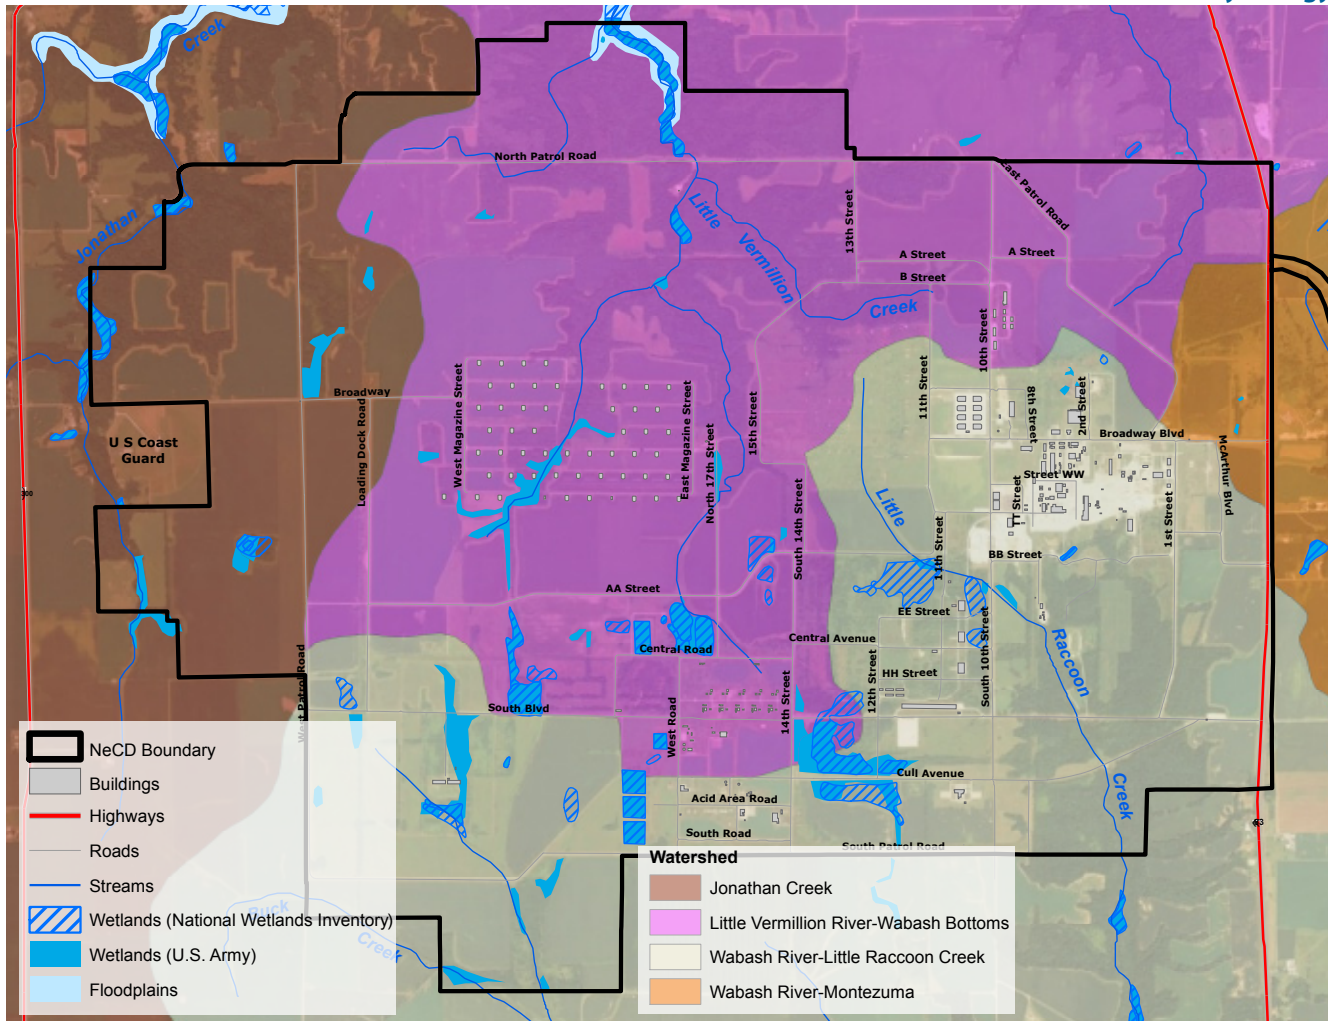 Creek
North Patrol Road
East Patrol Road
Jonathan
Little
Vermillion
Creek
13th Street
A Street
A Street
B Street
10th Street
11th Street
8th Street
2nd Street
Broadway
Loading Dock Road
West Magazine Street
East Magazine Street
North 17th Street
15th Street
U S Coast
Guard
Broadway Blvd
McArthur Blvd
Street WW
TT Street
1st Street
300
Little
South 14th Street
11th Street
BB Street
AA Street
EE Street
Central Avenue
Central Road
HH Street
12th Street
South 10th Street
Raccoon
West Patrol Road
South Blvd
West Road
14th Street
Cull Avenue
Acid Area Road
South Road
South Patrol Road
Creek
63
Buck
Creek
NeCD Boundary
Buildings
Highways
Roads
Streams
Wetlands (National Wetlands Inventory)
Wetlands (U.S. Army)
Floodplains
Watershed
Jonathan Creek
Little Vermillion River-Wabash Bottoms
Wabash River-Little Raccoon Creek
Wabash River-Montezuma